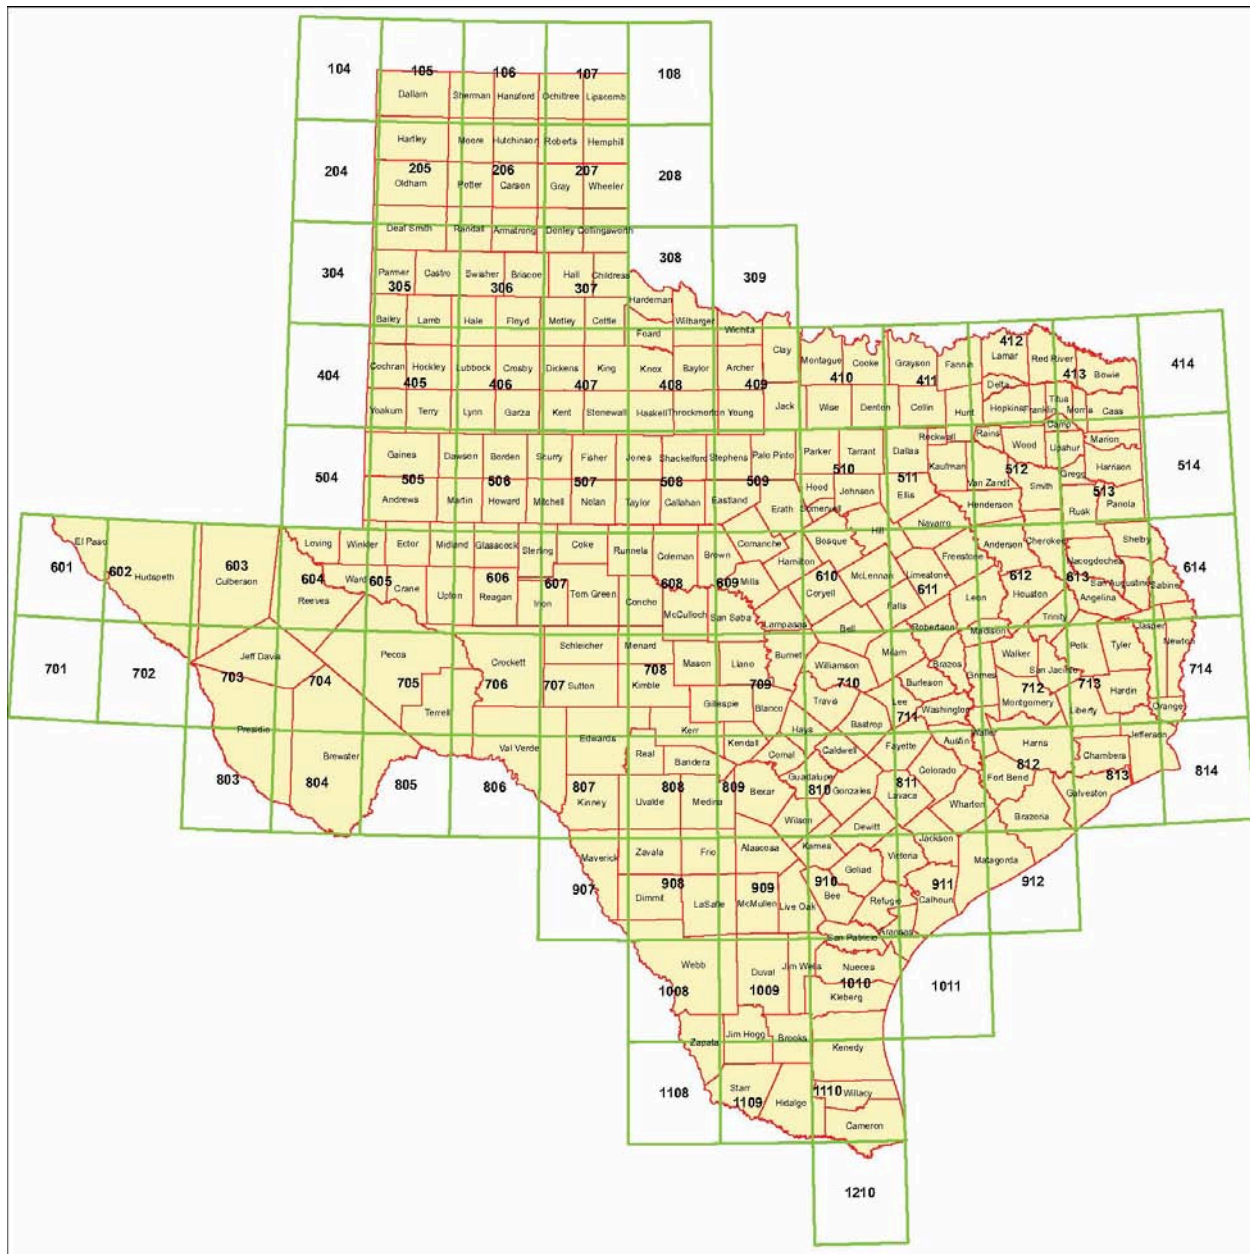 104 105 106 107 108
Dallam Sherman Hansford Ochiltree Lipscomb
Hartley Moore Hutchinson Roberts Hemphill
204 205 206 207 208
Oldham Potter Carson Gray Wheeler
Deaf Smith Randall Armstrong Donley Collingsworth
308 309
304 Parmer Castro Swisher Briscoe Hall Childress
305 306 307
Hardeman
Bailey Lamb Hale Floyd Motley Cottle Foard Wilbarger Wichita
412
Clay Montague Cooke Grayson Fannin Lamar Red River
Cochran Hockley Lubbock Crosby Dickens King Knox Baylor Archer 413 Bowie 414
404 405 406 407 408 409 410 411
Delta Titus
Yoakum Terry Lynn Garza Kent Stonewall Haskell Throckmorton Young Jack Wise Denton Collin Hunt Hopkins Franklin Morris Cass
Camp
Rockwall Rains Wood Upshur Marion
Gaines Dawson Borden Scurry Fisher Jones Shackelford Stephens Palo Pinto Parker Tarrant Dallas
504 505 506 507 508 509 510 511 512 513 514
Kaufman Van Zandt Smith Gregg Harrison
Andrews Martin Howard Mitchell Nolan Taylor Callahan Eastland Hood Johnson Ellis Henderson Rusk Panola
Erath Somervell Hill Navarro
El Paso Loving Winkler Ector Midland Glasscock Sterling Coke Runnels Coleman Brown Comanche Bosque Freestone Anderson Cherokee Shelby
Nacogdoches
601 602 Hudspeth 603 Culberson 604 Ward 605 Crane 606 607 608 609 Mills Hamilton 610 McLennan Limestone 611 612 613 614
Reeves Upton Reagan Irion Tom Green Concho McCulloch San Saba Lampasas Coryell Falls Leon Houston San Augustine Sabine
Angelina
Bell Robertson Madison Trinity Jasper
Jeff Davis Pecos Crockett Schleicher Menard Mason Llano Burnet Williamson Milam Brazos Grimes Walker San Jacinto Polk Tyler Newton
701 702 703 704 705 706 707 708 709 710 711 712 713 714
Sutton Kimble Burleson
Terrell Gillespie Blanco Travis Lee Washington Montgomery Liberty Hardin Orange
Presidio Edwards Kerr Hays Bastrop
Brewster Val Verde Real Bandera Kendall Comal Caldwell Fayette Austin Waller Harris Chambers Jefferson
803 804 805 806 807 808 809 810 811 812 813 814
Kinney Uvalde Medina Bexar Guadalupe Gonzales Lavaca Colorado Fort Bend Galveston
Wilson Dewitt Wharton Brazoria
Maverick Zavala Frio Atascosa Karnes Victoria Jackson Matagorda
907 908 909 910 911 912
Dimmit LaSalle McMullen Live Oak Bee Goliad Refugio Calhoun
San Patricio Aransas
Webb Duval Jim Wells Nueces
1008 1009 1010 1011
Kleberg
Zapata Jim Hogg Brooks Kenedy
1108 Starr 1109 Hidalgo 1110 Willacy
Cameron
1210